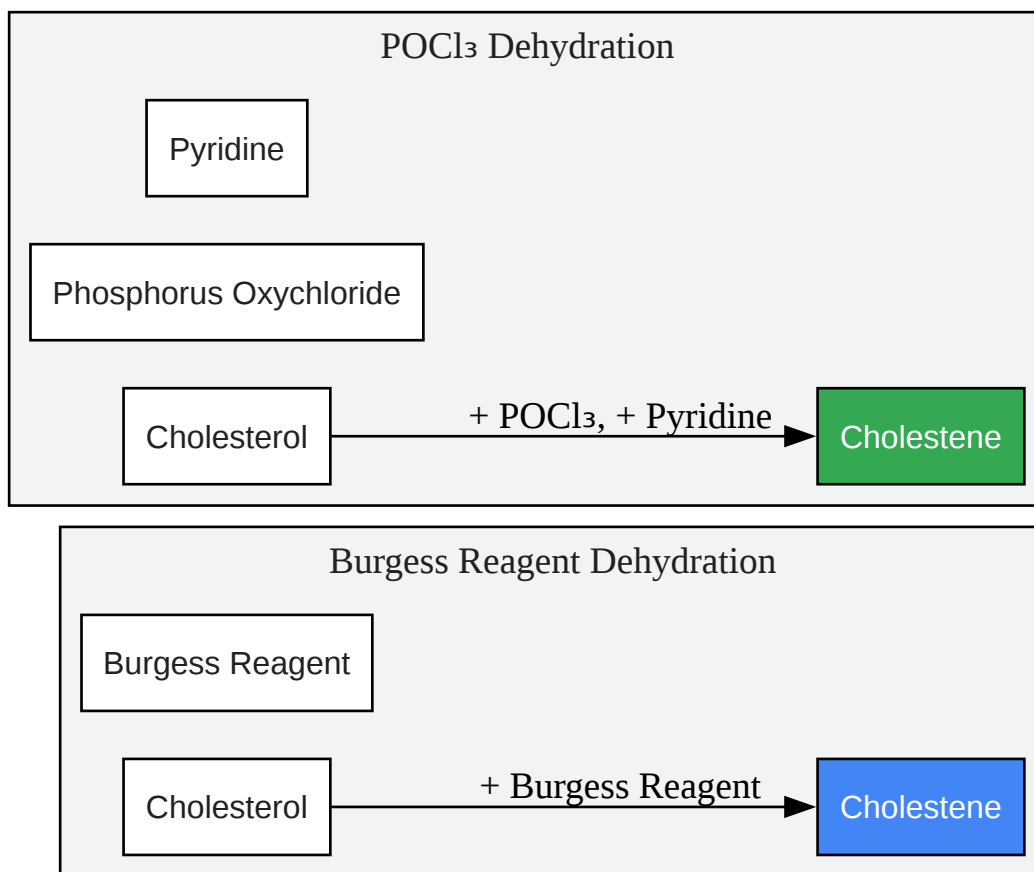 POCl₃ Dehydration
Pyridine
Phosphorus Oxychloride
Cholesterol
+ POCl₃, + Pyridine
Cholestene
Burgess Reagent Dehydration
Burgess Reagent
Cholesterol
+ Burgess Reagent
Cholestene